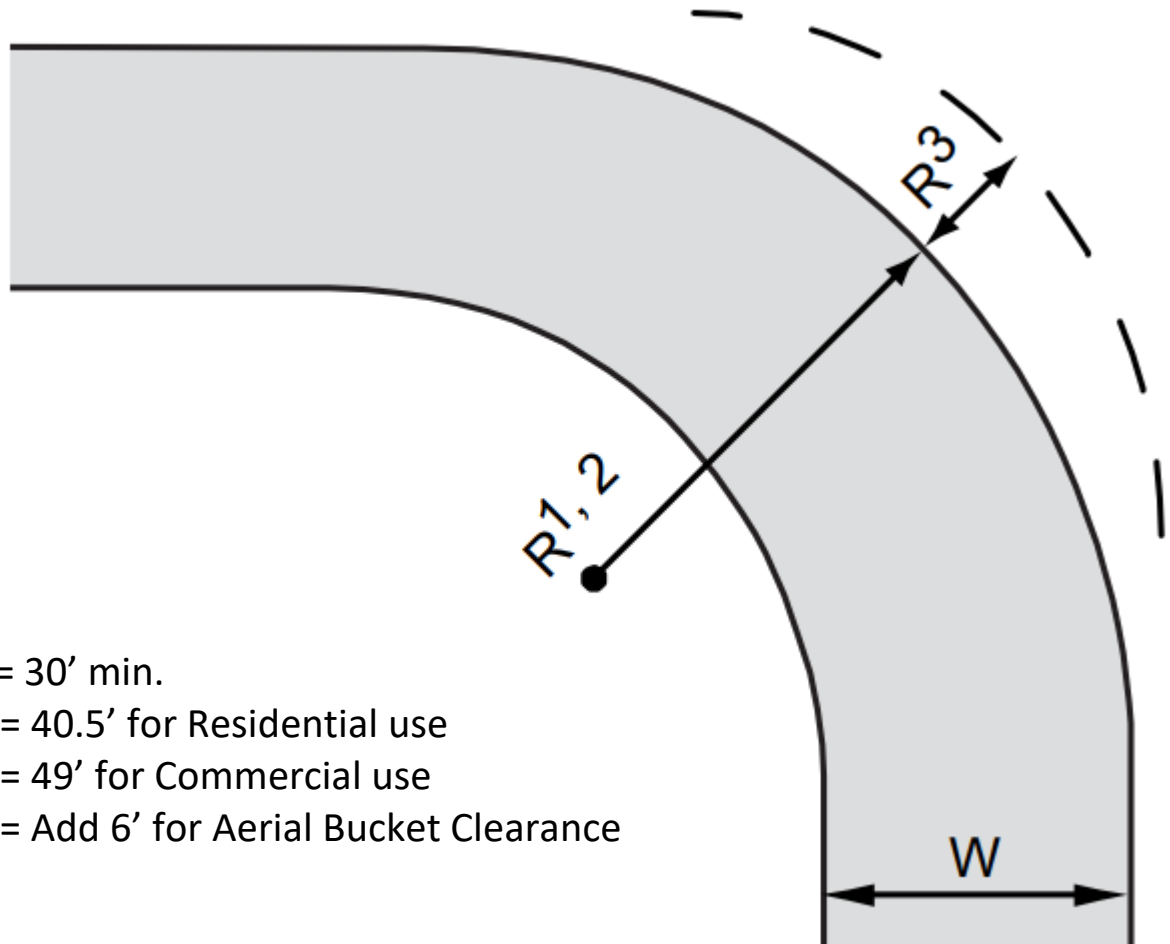 R3
R1, 2
= 30’ min.
= 40.5’ for Residential use
= 49’ for Commercial use
= Add 6’ for Aerial Bucket Clearance
W